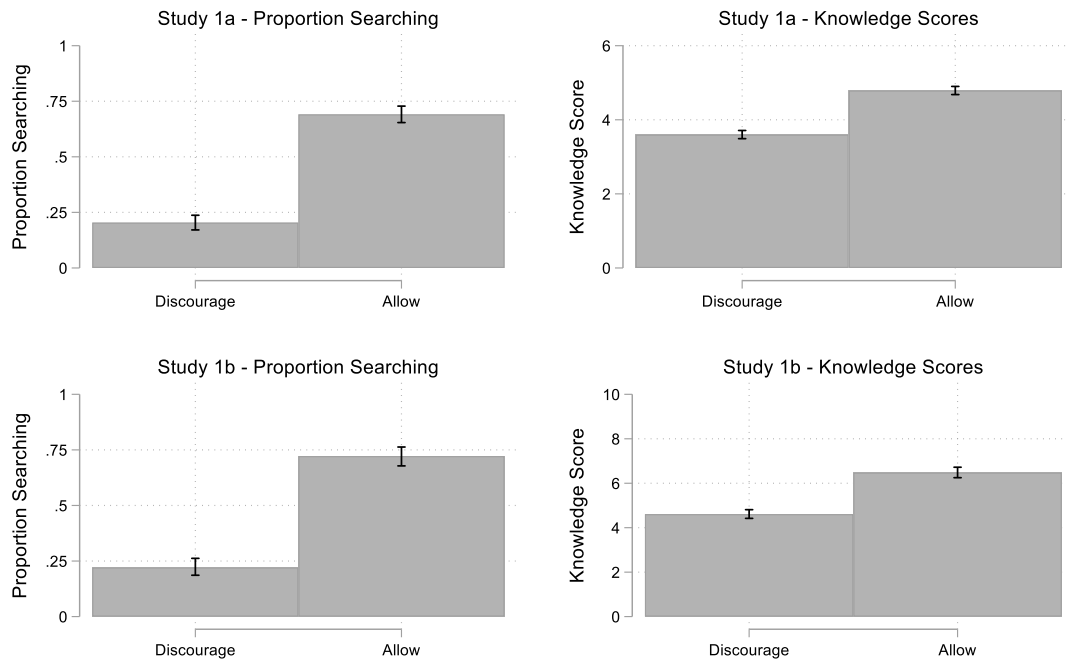 Study 1a - Proportion Searching
Proportion Searching
1
.75
.5
.25
0
Discourage
Allow
Study 1a - Knowledge Scores
Knowledge Score
6
4
2
0
Discourage
Allow
Study 1b - Proportion Searching
Proportion Searching
1
.75
.5
.25
0
Discourage
Allow
Study 1b - Knowledge Scores
Knowledge Score
10
8
6
4
2
0
Discourage
Allow